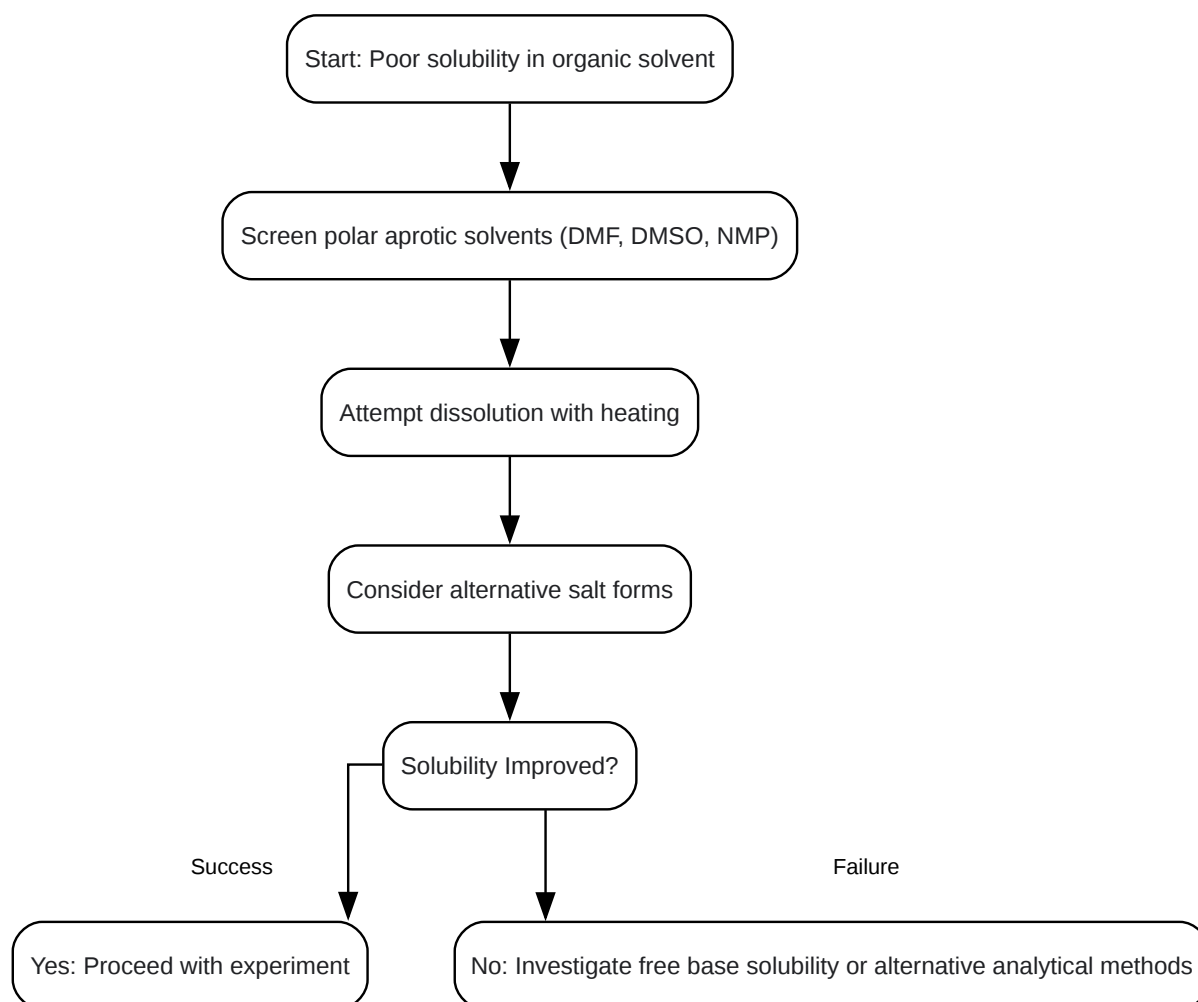 Start: Poor solubility in organic solvent
Screen polar aprotic solvents (DMF, DMSO, NMP)
Attempt dissolution with heating
Consider alternative salt forms
Solubility Improved?
Success
Failure
Yes: Proceed with experiment
No: Investigate free base solubility or alternative analytical methods